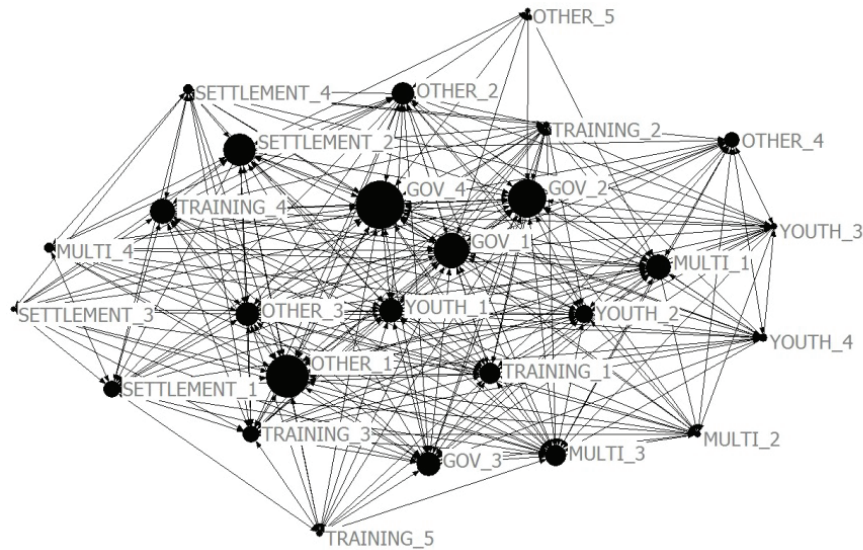 OTHER_5
SETTLEMENT_4
OTHER_2
TRAINING_2
OTHER_4
SETTLEMENT_2
GOV_4
GOV_2
TRAINING_4
YOUTH_3
GOV_1
MULTI_4
MULTI_1
OTHER_3
YOUTH_1
YOUTH_2
SETTLEMENT_3
YOUTH_4
OTHER_1
TRAINING_1
SETTLEMENT_1
TRAINING_3
MULTI_2
GOV_3
MULTI_3
TRAINING_5